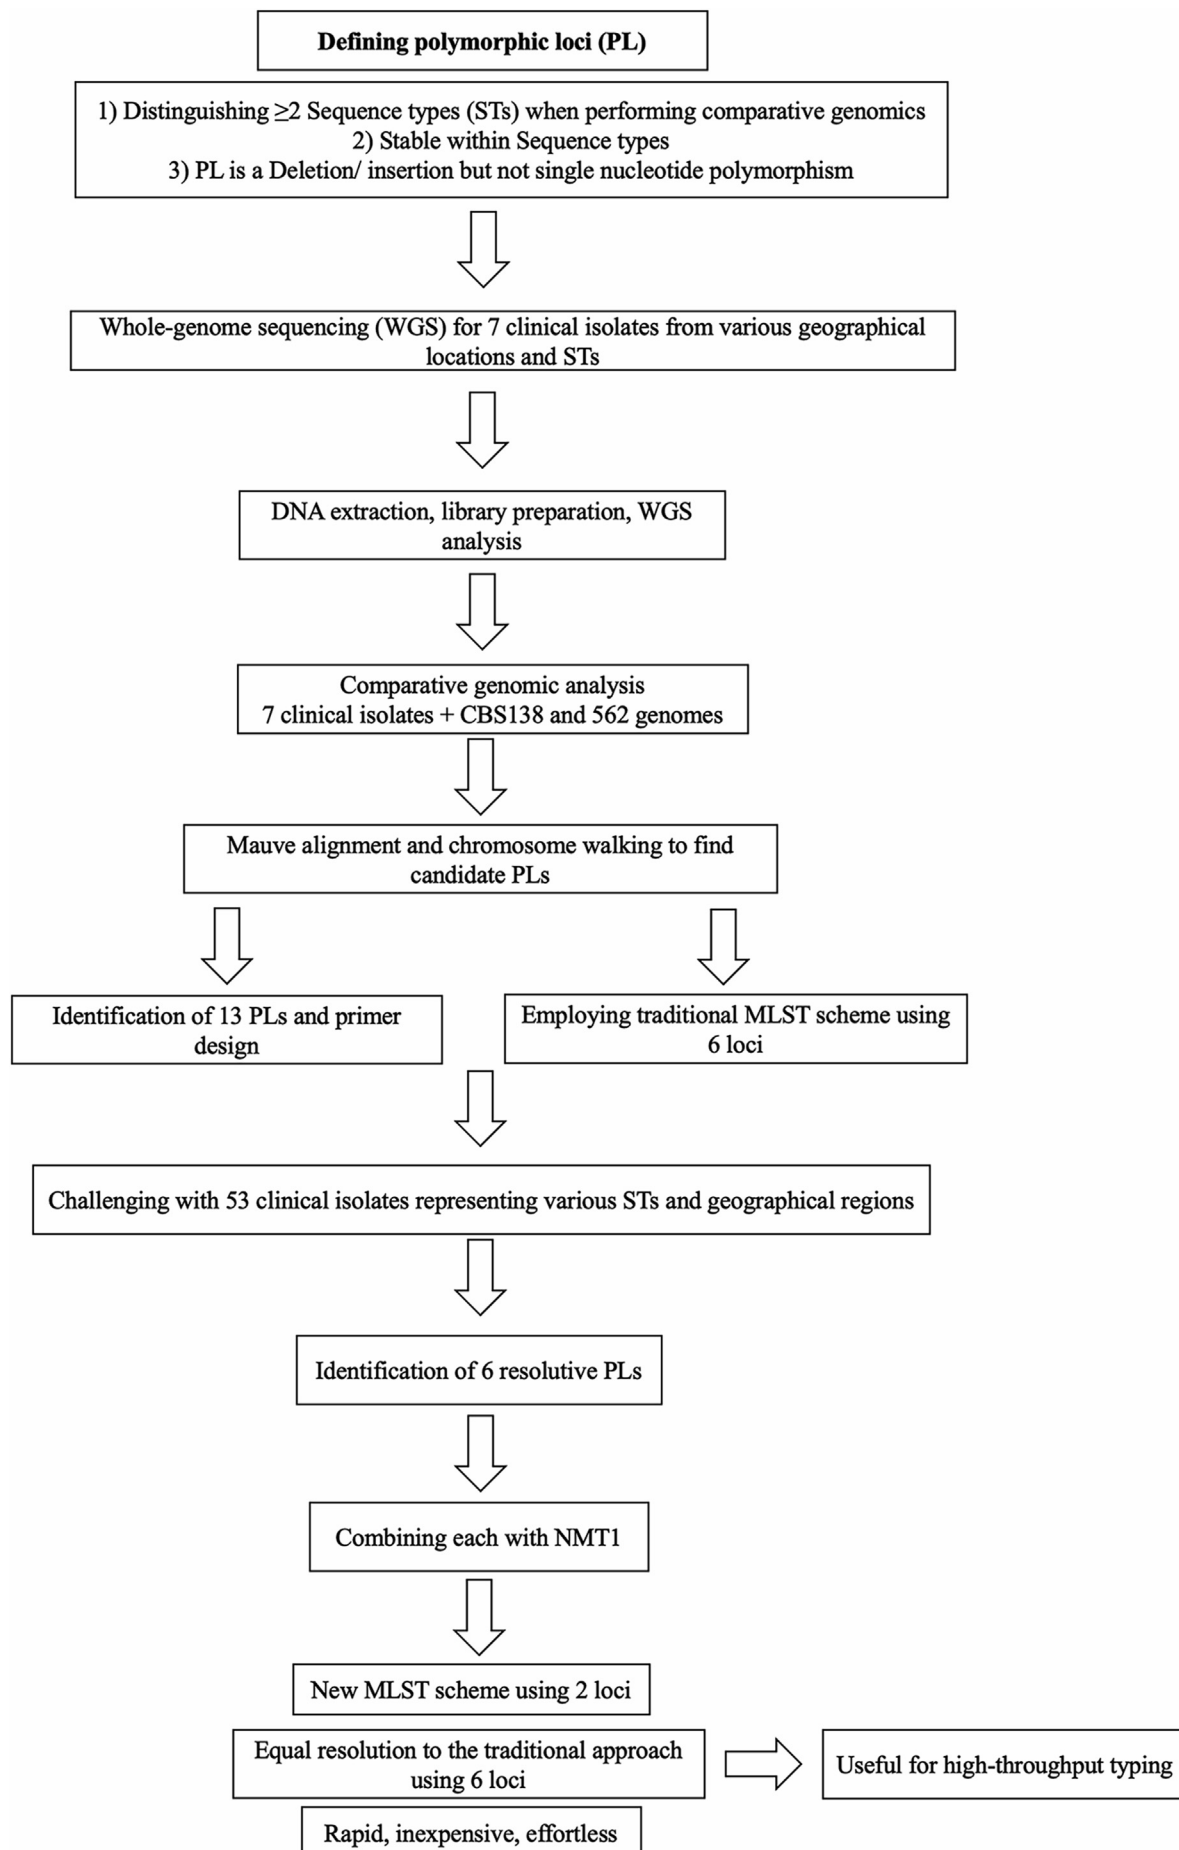 Defining polymorphic loci (PL)
1) Distinguishing ≥2 Sequence types (STs) when performing comparative genomics
2) Stable within Sequence types
3) PL is a Deletion/ insertion but not single nucleotide polymorphism
Whole-genome sequencing (WGS) for 7 clinical isolates from various geographical
locations and STs
DNA extraction, library preparation, WGS
analysis
Comparative genomic analysis
7 clinical isolates + CBS138 and 562 genomes
Mauve alignment and chromosome walking to find
candidate PLs
Identification of 13 PLs and primer
design
Employing traditional MLST scheme using
6 loci
Challenging with 53 clinical isolates representing various STs and geographical regions
Identification of 6 resolutive PLs
Combining each with NMT1
New MLST scheme using 2 loci
Equal resolution to the traditional approach
using 6 loci
Useful for high-throughput typing
Rapid, inexpensive, effortless